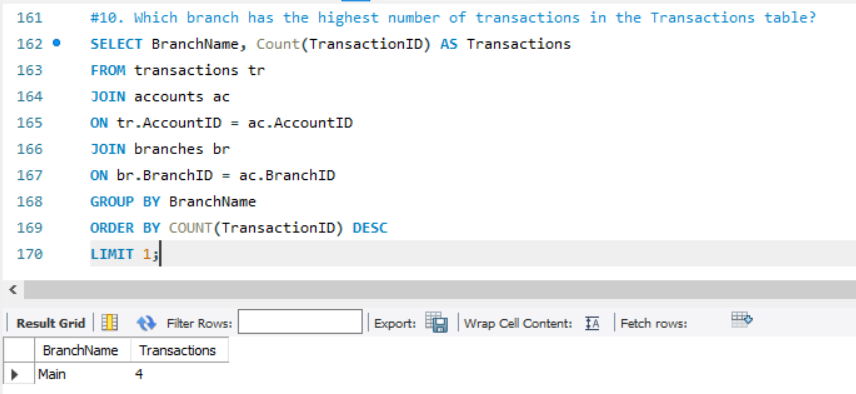 161 #10. Which branch has the highest number of transactions in the Transactions table?
162 SELECT BranchName, Count(TransactionID) AS Transactions
163 FROM transactions tr
164 JOIN accounts ac
165 ON tr.AccountID = ac.AccountID
166 JOIN branches br
167 ON br.BranchID = ac.BranchID
168 GROUP BY BranchName
169 ORDER BY COUNT(TransactionID) DESC
170 LIMIT 1;
Result Grid Filter Rows: Export: Wrap Cell Content: IA Fetch rows:
BranchName Transactions
Main 4